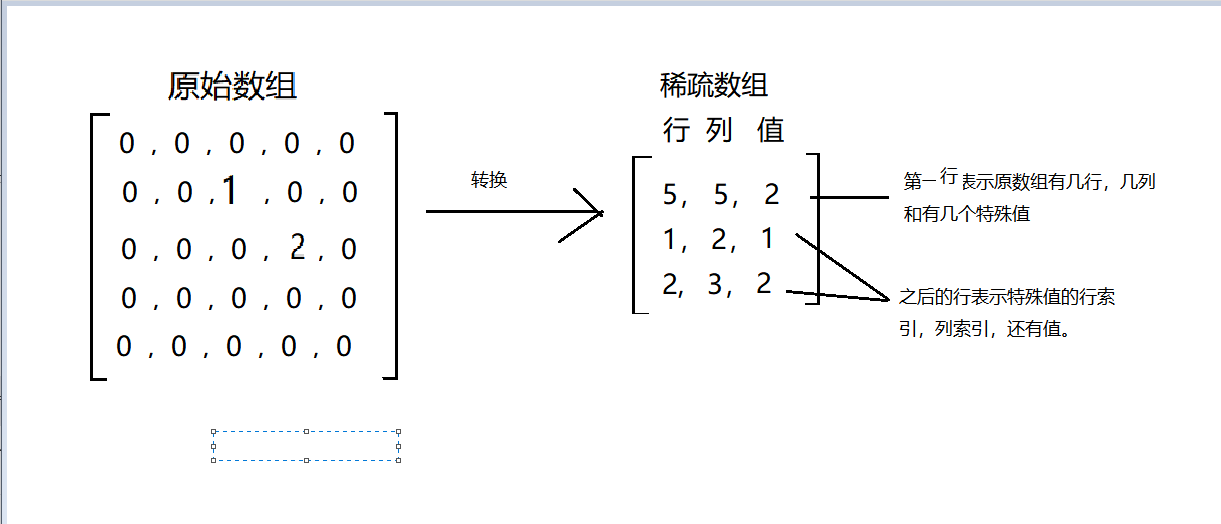 原始数组
0 , 0 , 0 , 0 , 0
0 , 0 , 1 , 0 , 0
0 , 0 , 0 , 2 , 0
0 , 0 , 0 , 0 , 0
0 , 0 , 0 , 0 , 0
转换
稀疏数组
行 列 值
5, 5, 2
1, 2, 1
2, 3, 2
第一行表示原数组有几行，几列
和有几个特殊值
之后的行表示特殊值的行索
引，列索引，还有值。